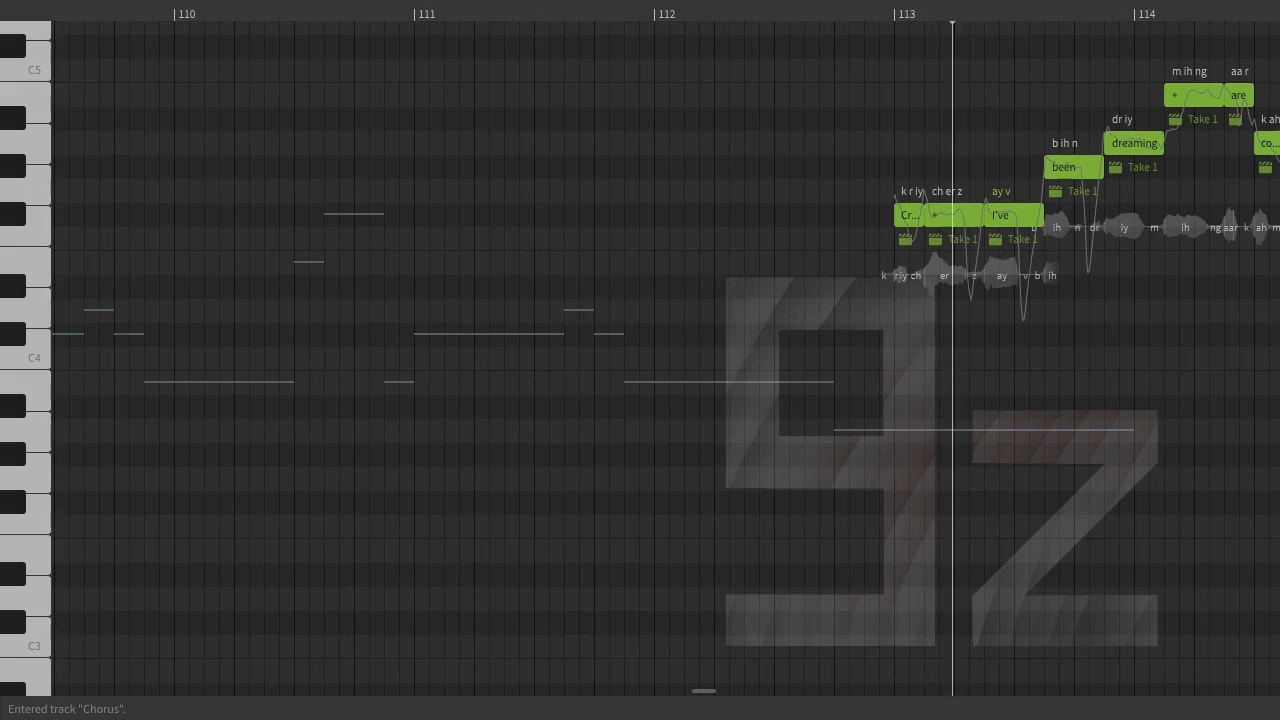 110 111 112 113 114
C5
m ih ng aa r
+ are
dr iy Take 1 k ah
dreaming co...
b ih n
been Take 1
k r iy ch er z ay v Take 1
Cr... + I've
Take 1 Take 1
ih n dr iy m ih ng aa r k ah m
k r iy ch er z ay v b ih
C4
9z
C3
Entered track "Chorus".